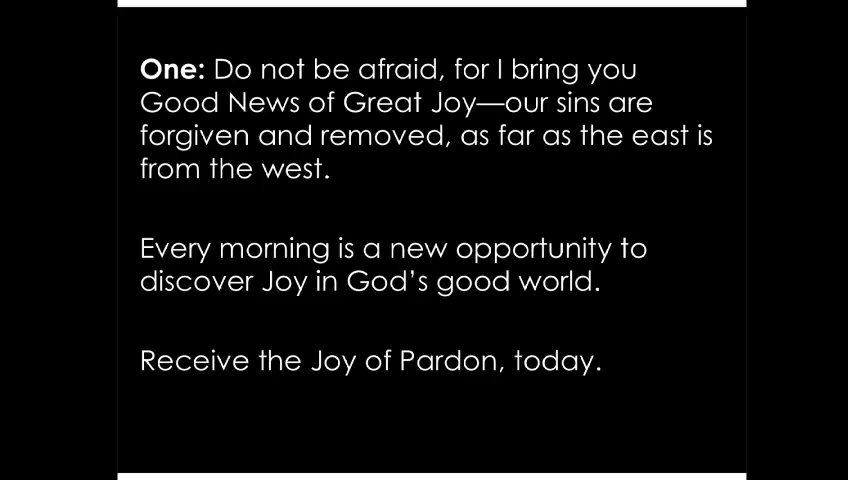 One: Do not be afraid, for I bring you
Good News of Great Joy—our sins are
forgiven and removed, as far as the east is
from the west.
Every morning is a new opportunity to
discover Joy in God’s good world.
Receive the Joy of Pardon, today.